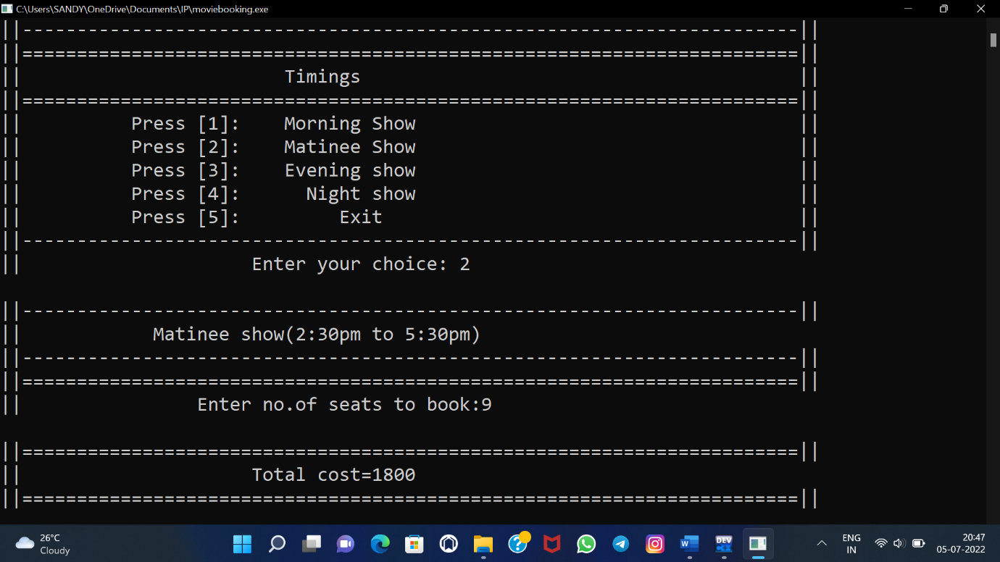 C:\Users\SANDY\OneDrive\Documents\IP\moviebooking.exe
||-----------------------------------------------------------------------||
||=======================================================================||
|| Timings ||
||=======================================================================||
|| Press [1]: Morning Show ||
|| Press [2]: Matinee Show ||
|| Press [3]: Evening show ||
|| Press [4]: Night show ||
|| Press [5]: Exit ||
||-----------------------------------------------------------------------||
|| Enter your choice: 2
||-----------------------------------------------------------------------||
|| Matinee show(2:30pm to 5:30pm)
||-----------------------------------------------------------------------||
||=======================================================================||
|| Enter no.of seats to book:9
||=======================================================================||
|| Total cost=1800
||=======================================================================||
26°C
Cloudy
W
DEV
C++
ENG
IN
20:47
05-07-2022